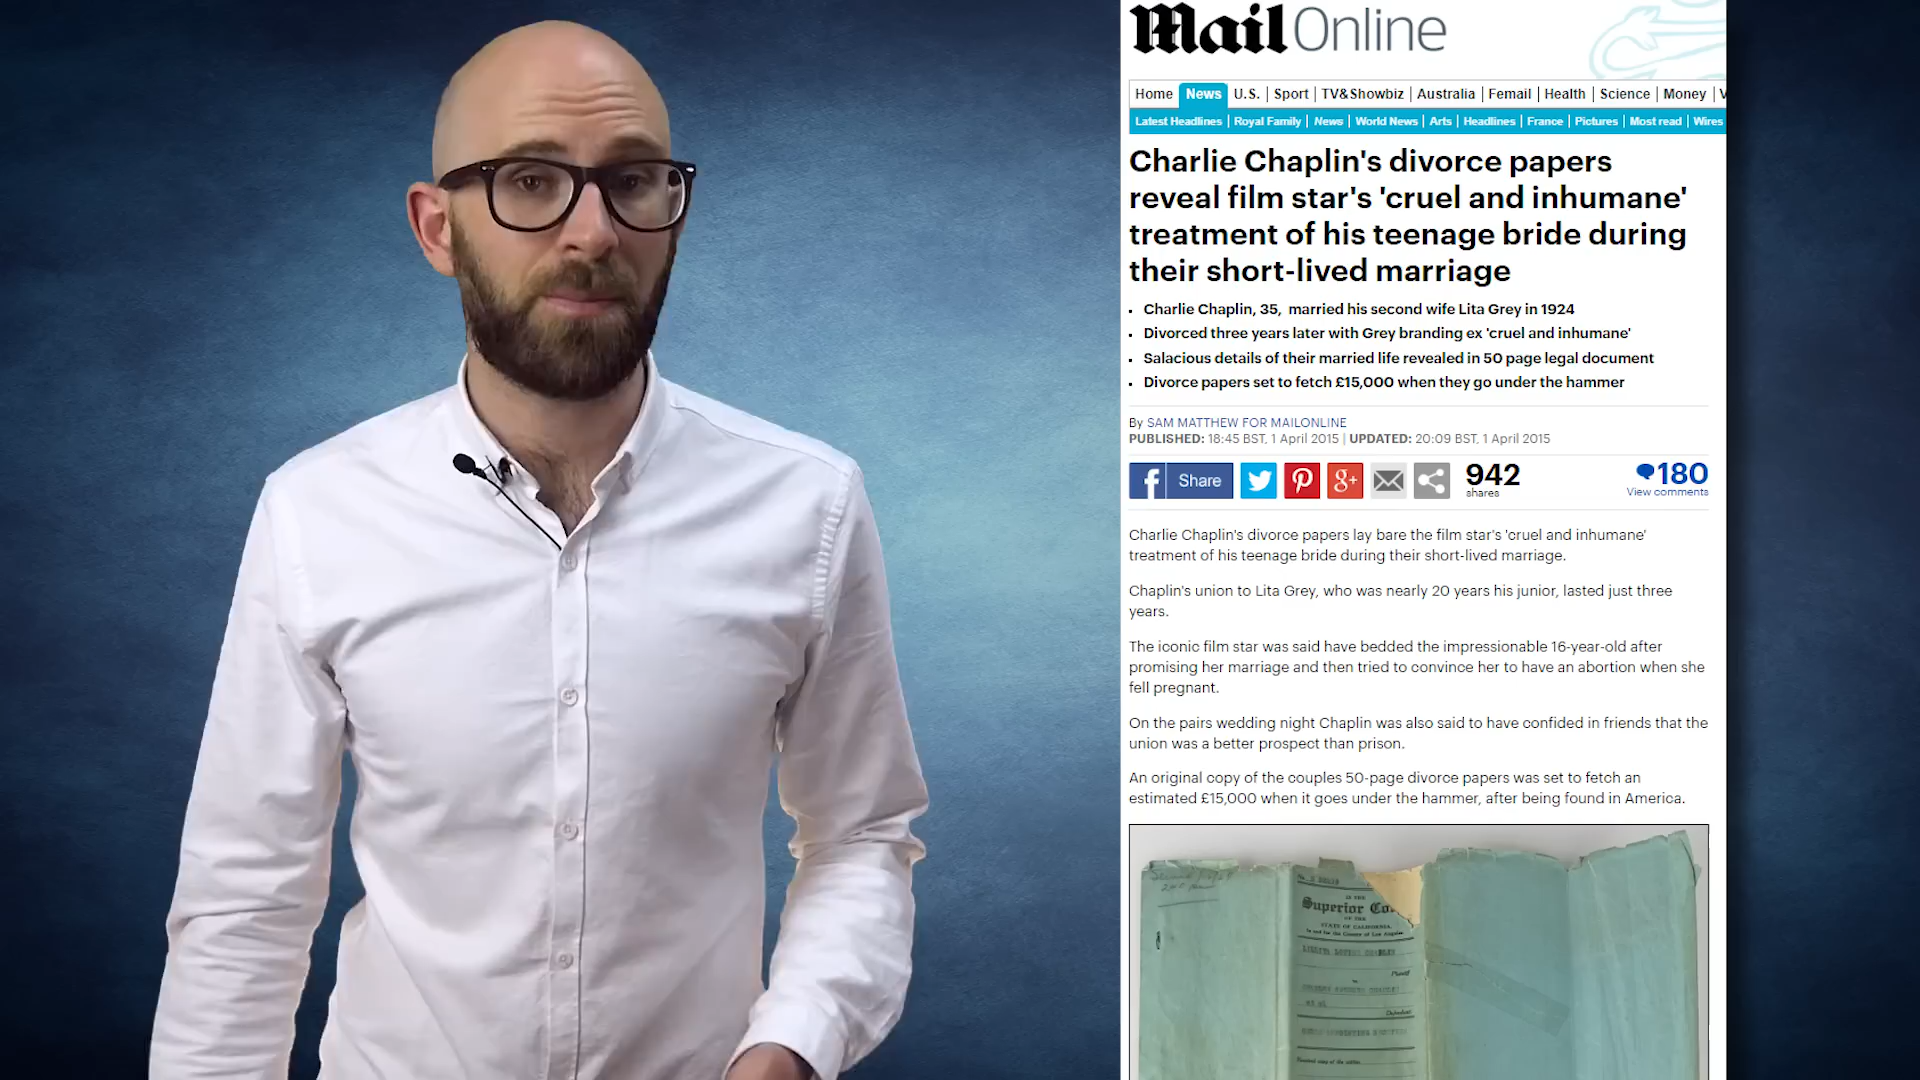 Mail Online
Home News U.S. Sport TV&Showbiz Australia Femail Health Science Money
Latest Headlines Royal Family News World News Arts Headlines France Pictures Most read Wires
Charlie Chaplin's divorce papers
reveal film star's 'cruel and inhumane'
treatment of his teenage bride during
their short-lived marriage
Charlie Chaplin, 35, married his second wife Lita Grey in 1924
Divorced three years later with Grey branding ex 'cruel and inhumane'
Salacious details of their married life revealed in 50 page legal document
Divorce papers set to fetch £15,000 when they go under the hammer
By SAM MATTHEW FOR MAILONLINE
PUBLISHED: 18:45 BST, 1 April 2015 | UPDATED: 20:09 BST, 1 April 2015
Share
942
shares
180
View comments
Charlie Chaplin's divorce papers lay bare the film star's 'cruel and inhumane'
treatment of his teenage bride during their short-lived marriage.
Chaplin's union to Lita Grey, who was nearly 20 years his junior, lasted just three
years.
The iconic film star was said have bedded the impressionable 16-year-old after
promising her marriage and then tried to convince her to have an abortion when she
fell pregnant.
On the pairs wedding night Chaplin was also said to have confided in friends that the
union was a better prospect than prison.
An original copy of the couples 50-page divorce papers was set to fetch an
estimated £15,000 when it goes under the hammer, after being found in America.
IN THE
Superior
OF THE
STATE OF CALIFORNIA
Plaintiff
Defendant